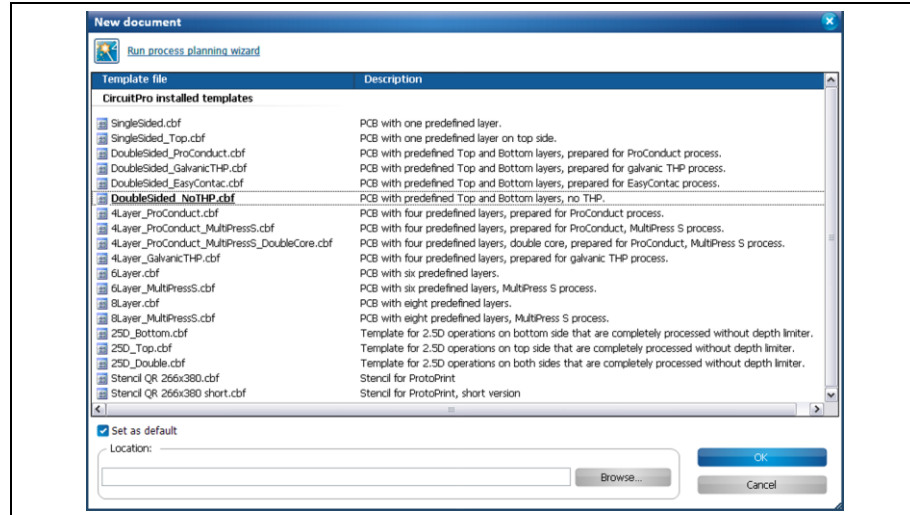 New document
Run process planning wizard
Template file Description
CircuitPro installed templates
SingleSided.cbf PCB with one predefined layer.
SingleSided_Top.cbf PCB with one predefined layer on top side.
DoubleSided_ProConduct.cbf PCB with predefined Top and Bottom layers, prepared for ProConduct process.
DoubleSided_GalvanicTHP.cbf PCB with predefined Top and Bottom layers, prepared for galvanic THP process.
DoubleSided_EasyContac.cbf PCB with predefined Top and Bottom layers, prepared for EasyContac process.
DoubleSided_NoTHP.cbf PCB with predefined Top and Bottom layers, no THP.
4Layer_ProConduct.cbf PCB with four predefined layers, prepared for ProConduct process.
4Layer_ProConduct_MultiPressS.cbf PCB with four predefined layers, prepared for ProConduct, MultiPress S process.
4Layer_ProConduct_MultiPressS_DoubleCore.cbf PCB with four predefined layers, double core, prepared for ProConduct, MultiPress S process.
4Layer_GalvanicTHP.cbf PCB with four predefined layers, prepared for galvanic THP process.
6Layer.cbf PCB with six predefined layers.
6Layer_MultiPressS.cbf PCB with six predefined layers, MultiPress S process.
8Layer.cbf PCB with eight predefined layers.
8Layer_MultiPressS.cbf PCB with eight predefined layers, MultiPress S process.
25D_Bottom.cbf Template for 2.5D operations on bottom side that are completely processed without depth limiter.
25D_Top.cbf Template for 2.5D operations on top side that are completely processed without depth limiter.
25D_Double.cbf Template for 2.5D operations on both sides that are completely processed without depth limiter.
Stencil QR 266x380.cbf Stencil for ProtoPrint
Stencil QR 266x380 short.cbf Stencil for ProtoPrint, short version
Set as default
Location:
OK
Browse...
Cancel